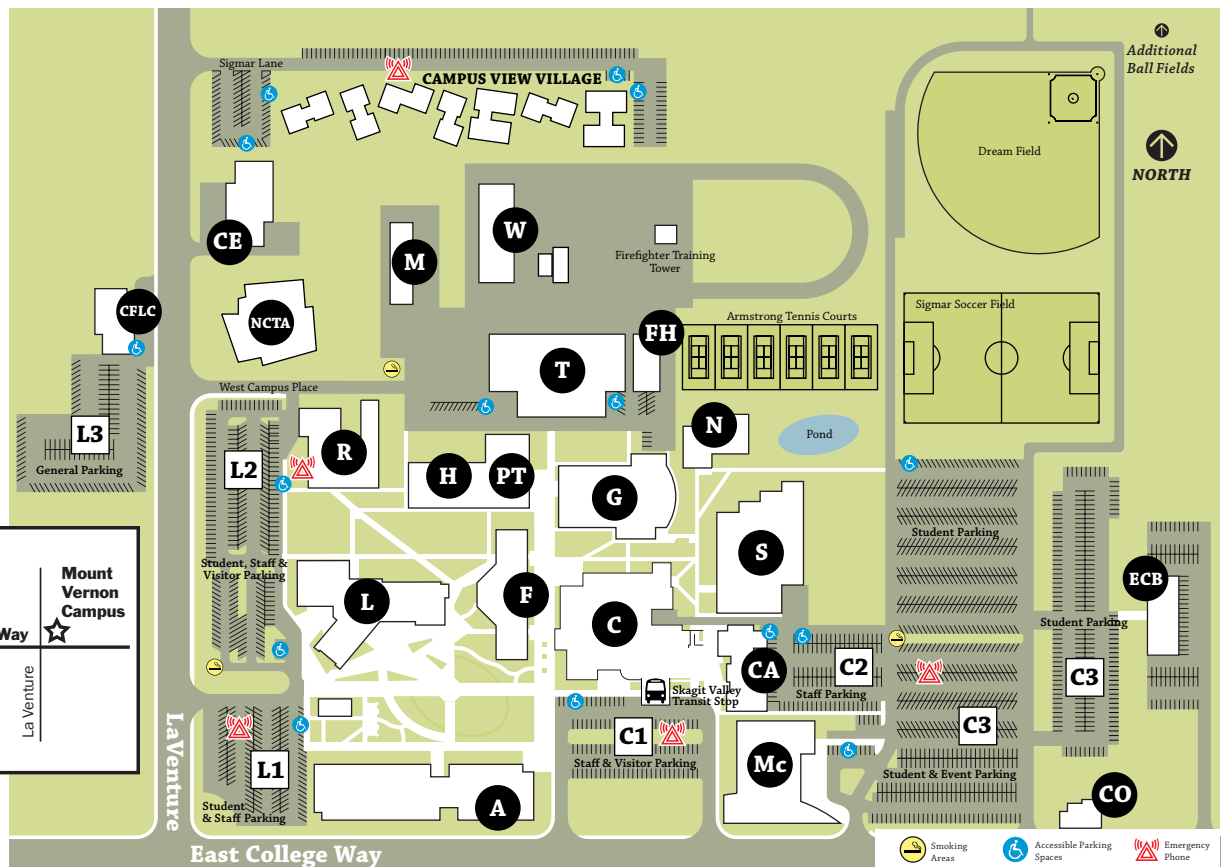 Additional
Ball Fields
Sigmar Lane
CAMPUS VIEW VILLAGE
Dream Field
NORTH
CE
M
W
Firefighter Training
Tower
CFLC
NCTA
Sigmar Soccer Field
Armstrong Tennis Courts
FH
T
West Campus Place
L3
General Parking
L2
R
H
PT
N
Pond
G
Student Parking
S
Student, Staff &
Visitor Parking
L
F
C
ECB
Student Parking
Mount
Vernon
Campus
Way
La Venture
CA
C2
Staff Parking
C3
Skagit Valley
Transit Stop
C1
Staff & Visitor Parking
C3
Student & Event Parking
LaVenture
L1
Student
& Staff Parking
A
Mc
CO
East College Way
Smoking
Areas
Accessible Parking
Spaces
Emergency
Phone